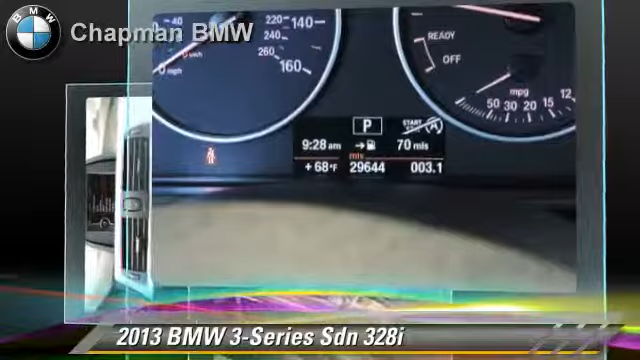 BMW
Chapman BMW
40
220 140
240
260 160
0 km/h
0 mph
READY
OFF
mpg
50 30 20 15 12
P
START
9:28 am
70 mls
mls
+68°F
29644
003.1
2013 BMW 3-Series Sdn 328i